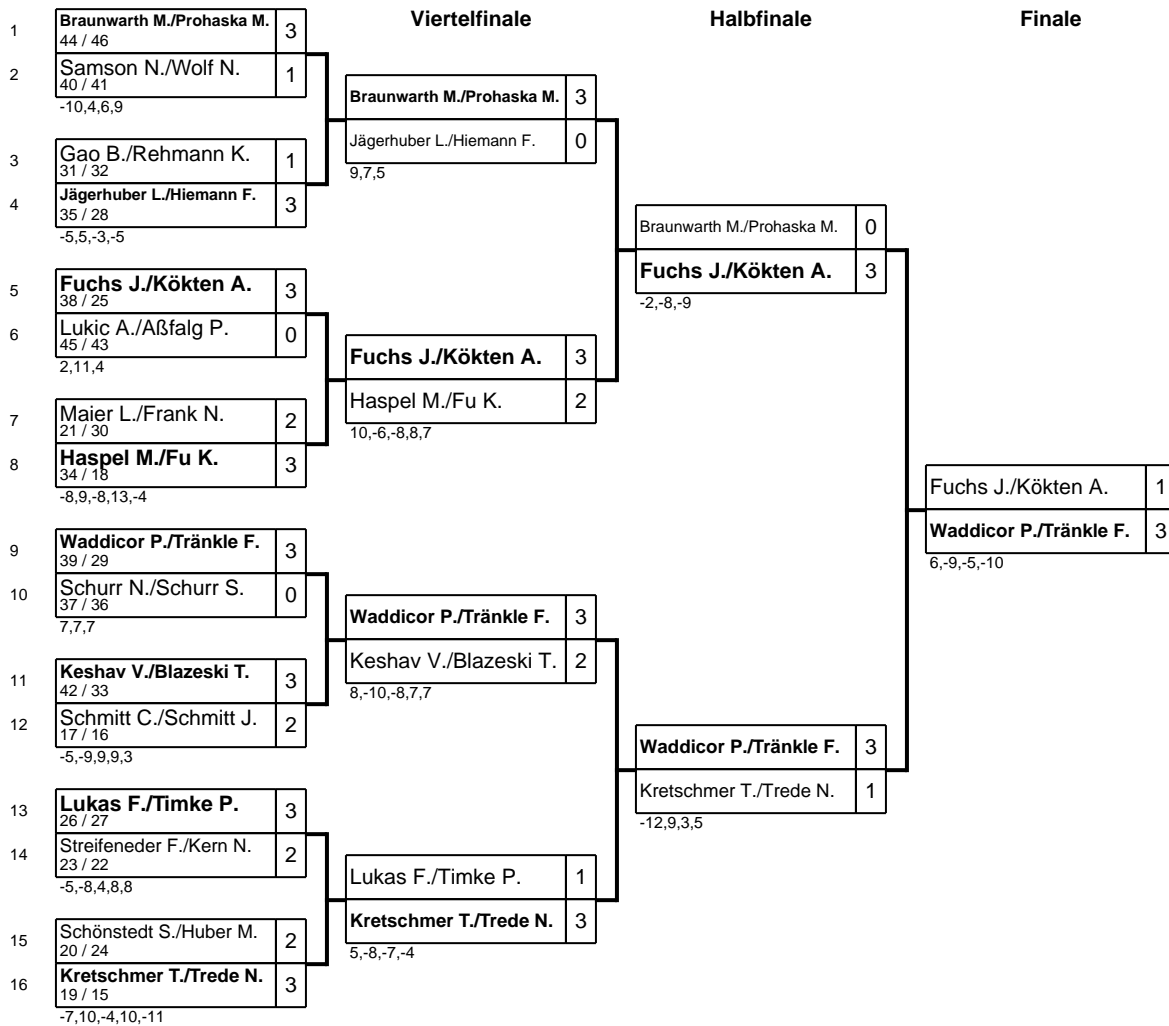 Viertelfinale
Halbfinale
Finale
1 Braunwarth M./Prohaska M. 3
44 / 46
2 Samson N./Wolf N. 1
40 / 41
-10,4,6,9
3 Gao B./Rehmann K. 1
31 / 32
4 Jägerhuber L./Hiemann F. 3
35 / 28
-5,5,-3,-5
5 Fuchs J./Kökten A. 3
38 / 25
6 Lukic A./Aßfalg P. 0
45 / 43
2,11,4
7 Maier L./Frank N. 2
21 / 30
8 Haspel M./Fu K. 3
34 / 18
-8,9,-8,13,-4
9 Waddicor P./Tränkle F. 3
39 / 29
10 Schurr N./Schurr S. 0
37 / 36
7,7,7
11 Keshav V./Blazeski T. 3
42 / 33
12 Schmitt C./Schmitt J. 2
17 / 16
-5,-9,9,9,3
13 Lukas F./Timke P. 3
26 / 27
14 Streifeneder F./Kern N. 2
23 / 22
-5,-8,4,8,8
15 Schönstedt S./Huber M. 2
20 / 24
16 Kretschmer T./Trede N. 3
19 / 15
-7,10,-4,10,-11
Braunwarth M./Prohaska M. 3
Jägerhuber L./Hiemann F. 0
9,7,5
Fuchs J./Kökten A. 3
Haspel M./Fu K. 2
10,-6,-8,8,7
Waddicor P./Tränkle F. 3
Keshav V./Blazeski T. 2
8,-10,-8,7,7
Lukas F./Timke P. 1
Kretschmer T./Trede N. 3
5,-8,-7,-4
Braunwarth M./Prohaska M. 0
Fuchs J./Kökten A. 3
-2,-8,-9
Waddicor P./Tränkle F. 3
Kretschmer T./Trede N. 1
-12,9,3,5
Fuchs J./Kökten A. 1
Waddicor P./Tränkle F. 3
6,-9,-5,-10